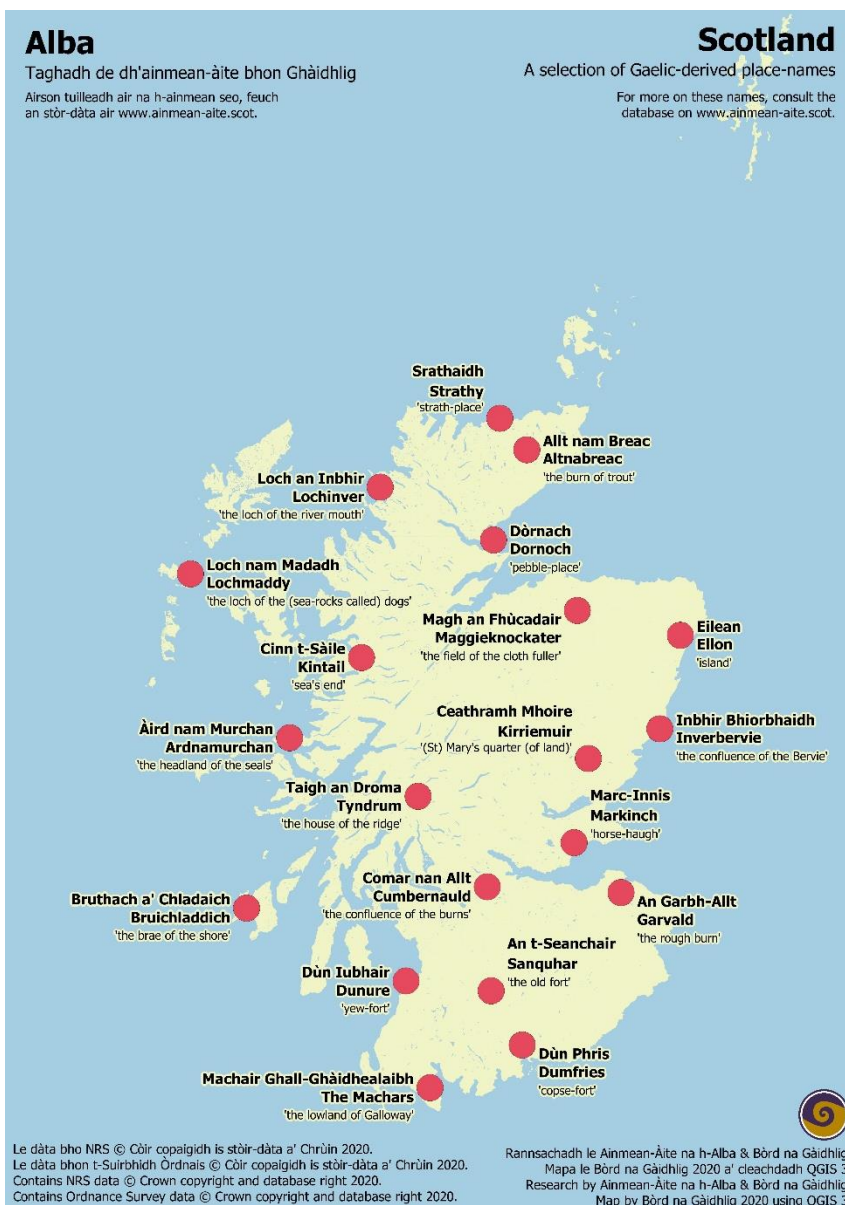 Alba
Taghadh de dh'ainmean-àite bhon Ghàidhlig
Airson tuilleadh air na h-ainmean seo, feuch
an stòr-dàta air www.ainmean-aite.scot.
Scotland
A selection of Gaelic-derived place-names
For more on these names, consult the
database on www.ainmean-aite.scot.
Srathaidh
Strathy
'strath-place'
Allt nam Breac
Altnabreac
'the burn of trout'
Loch an Inbhir
Lochinver
'the loch of the river mouth'
Dòrnach
Dornoch
'pebble-place'
Loch nam Madadh
Lochmaddy
'the loch of the (sea-rocks called) dogs'
Magh an Fhùcadair
Maggieknockater
'the field of the cloth fuller'
Eilean
Ellon
'island'
Cinn t-Sàile
Kintail
'sea's end'
Ceathramh Mhoire
Kirriemuir
'(St) Mary's quarter (of land)'
Inbhir Bhiorbhaidh
Inverbervie
'the confluence of the Bervie'
Àird nam Murchan
Ardnamurchan
'the headland of the seals'
Taigh an Droma
Tyndrum
'the house of the ridge'
Marc-Innis
Markinch
'horse-haugh'
Comar nan Allt
Cumbernauld
'the confluence of the burns'
Bruthach a' Chladaich
Bruichladdich
'the brae of the shore'
An Garbh-Allt
Garvald
'the rough burn'
An t-Seanchair
Sanquhar
'the old fort'
Dùn Iubhair
Dunure
'yew-fort'
Dùn Phris
Dumfries
'copse-fort'
Machair Ghall-Ghàidhealaibh
The Machars
'the lowland of Galloway'
Le dàta bho NRS © Còir copaigidh is stòir-dàta a' Chrùin 2020.
Le dàta bhon t-Suirbhidh Òrdnais © Còir copaigidh is stòir-dàta a' Chrùin 2020.
Contains NRS data © Crown copyright and database right 2020.
Contains Ordnance Survey data © Crown copyright and database right 2020.
Rannsachadh le Ainmean-Àite na h-Alba & Bòrd na Gàidhlig
Mapa le Bòrd na Gàidhlig 2020 a' cleachdadh QGIS 3
Research by Ainmean-Àite na h-Alba & Bòrd na Gàidhlig
Map by Bòrd na Gàidhlig 2020 using QGIS 3